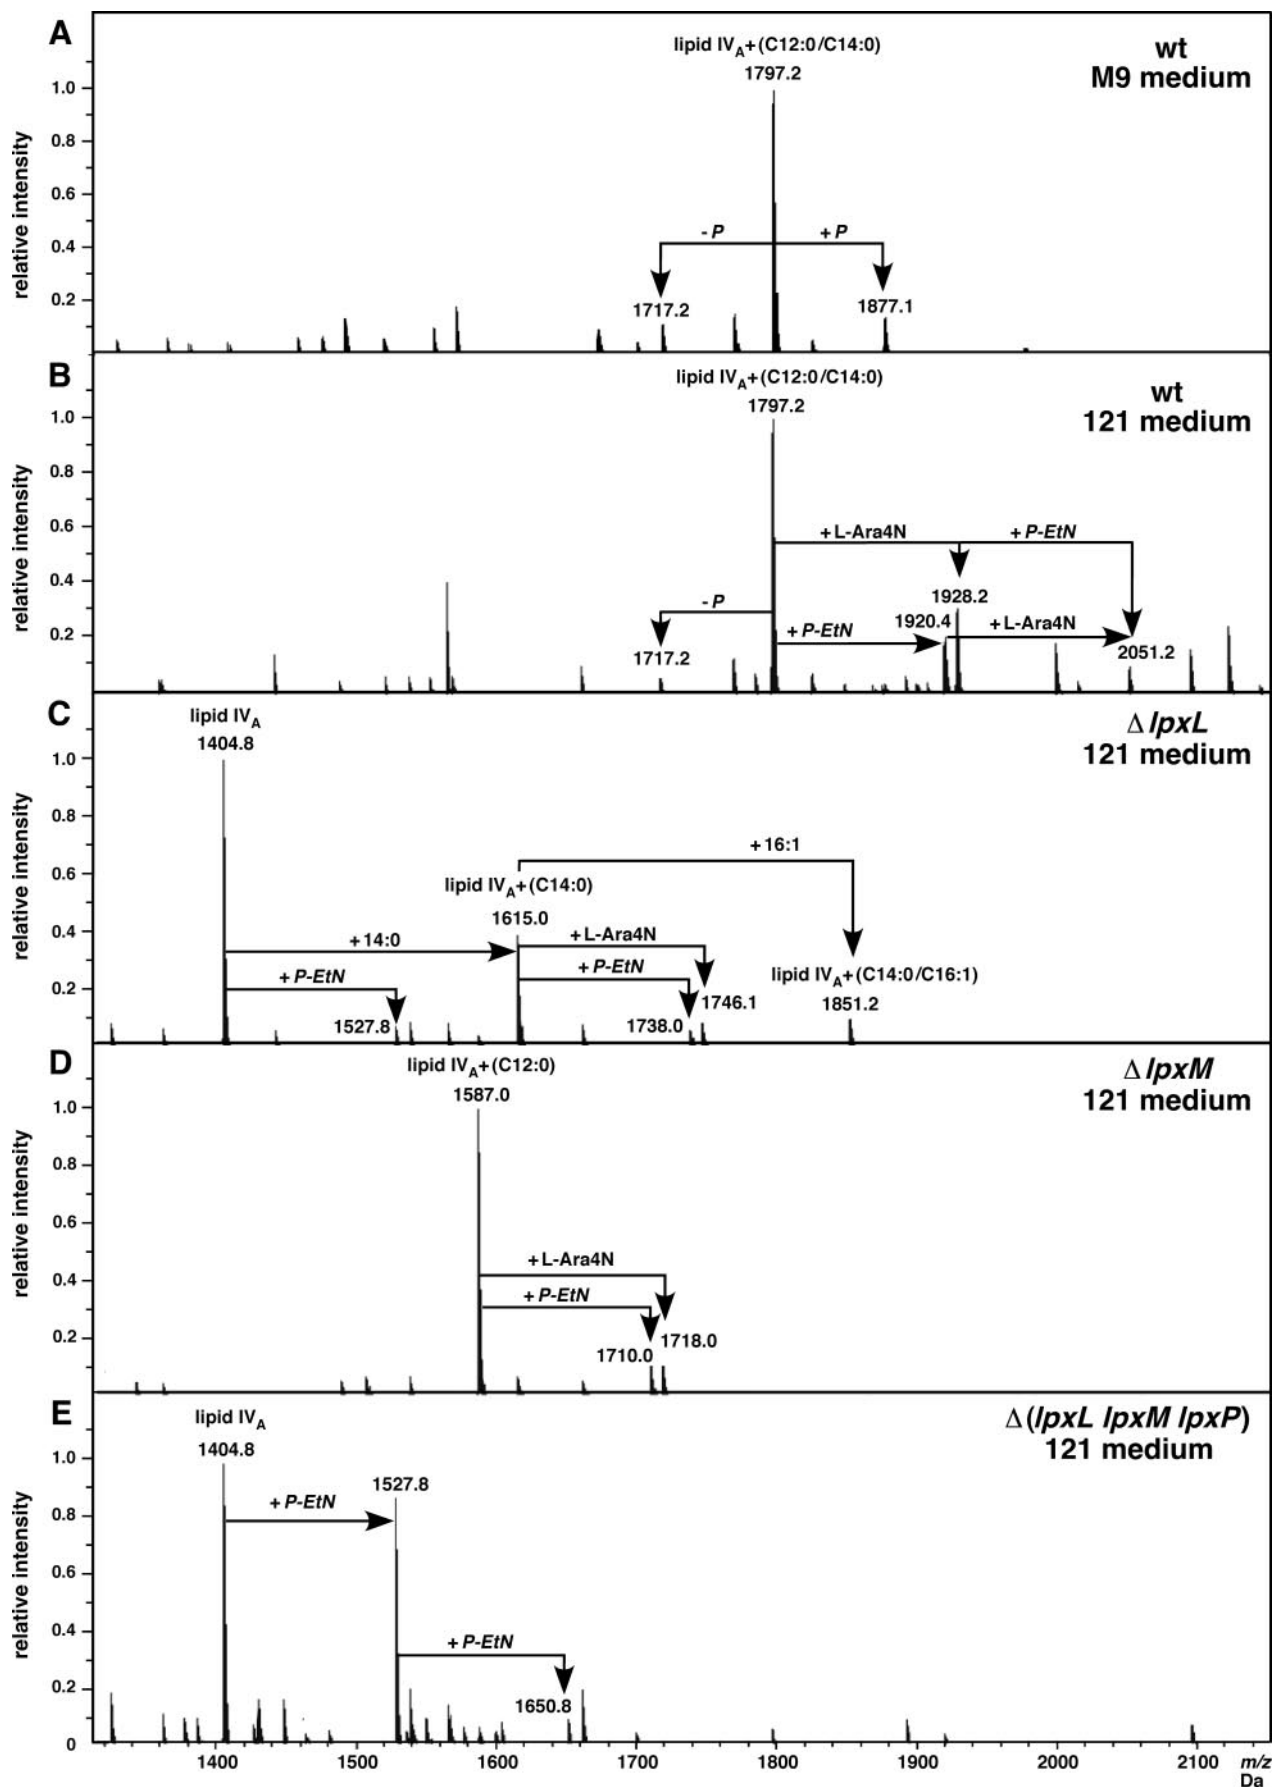 A
lipid IVA+(C12:0/C14:0)
1797.2
wt
M9 medium
relative intensity
1.0
0.8
0.6
0.4
0.2
- P
+ P
1717.2
1877.1
B
lipid IVA+(C12:0/C14:0)
1797.2
wt
121 medium
relative intensity
1.0
0.8
0.6
0.4
0.2
+ L-Ara4N
+ P-EtN
- P
1928.2
1920.4
+ P-EtN
+ L-Ara4N
1717.2
2051.2
C
lipid IVA
1404.8
Δ lpxL
121 medium
relative intensity
1.0
0.8
0.6
0.4
0.2
+ 16:1
lipid IVA+(C14:0)
1615.0
+ 14:0
+ L-Ara4N
+ P-EtN
+ P-EtN
lipid IVA+(C14:0/C16:1)
1527.8
1738.0
1746.1
1851.2
D
lipid IVA+(C12:0)
1587.0
Δ lpxM
121 medium
relative intensity
1.0
0.8
0.6
0.4
0.2
+ L-Ara4N
+ P-EtN
1710.0
1718.0
E
lipid IVA
1404.8
Δ (lpxL lpxM lpxP)
121 medium
relative intensity
1.0
0.8
0.6
0.4
0.2
0
+ P-EtN
1527.8
+ P-EtN
1650.8
1400
1500
1600
1700
1800
1900
2000
2100
m/z
Da